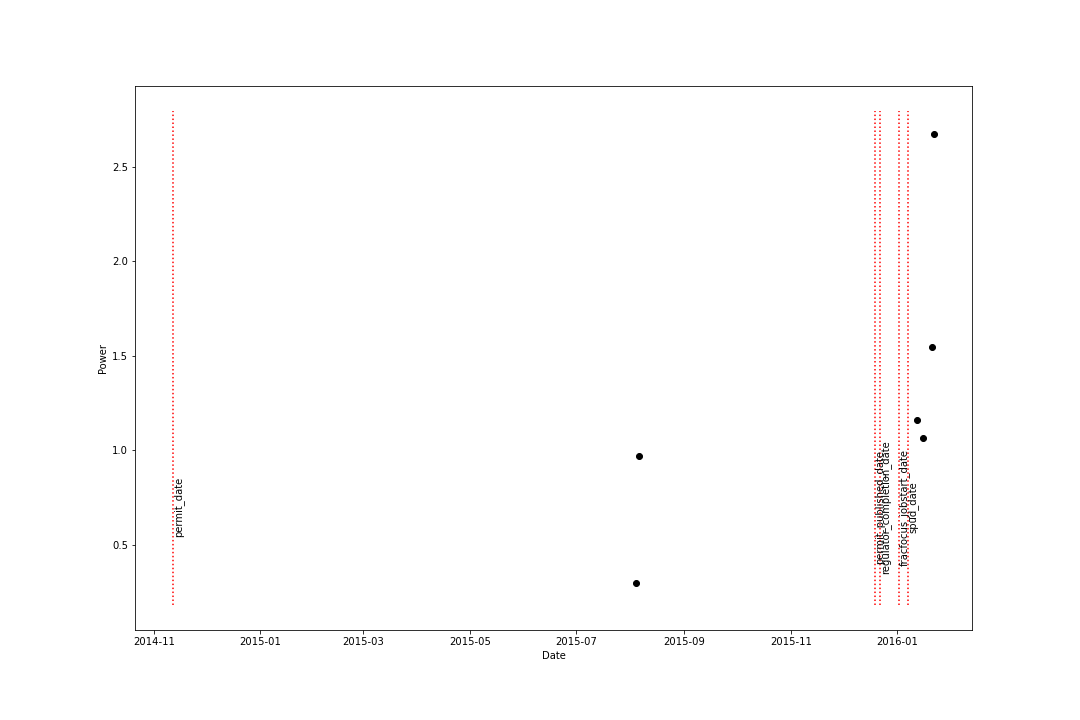 2.5
2.0
1.5
1.0
0.5
Power
permit_date
permit_published_date
regulator_completion_date
fracfocus_jobstart_date
spud_date
2014-11 2015-01 2015-03 2015-05 2015-07 2015-09 2015-11 2016-01
Date